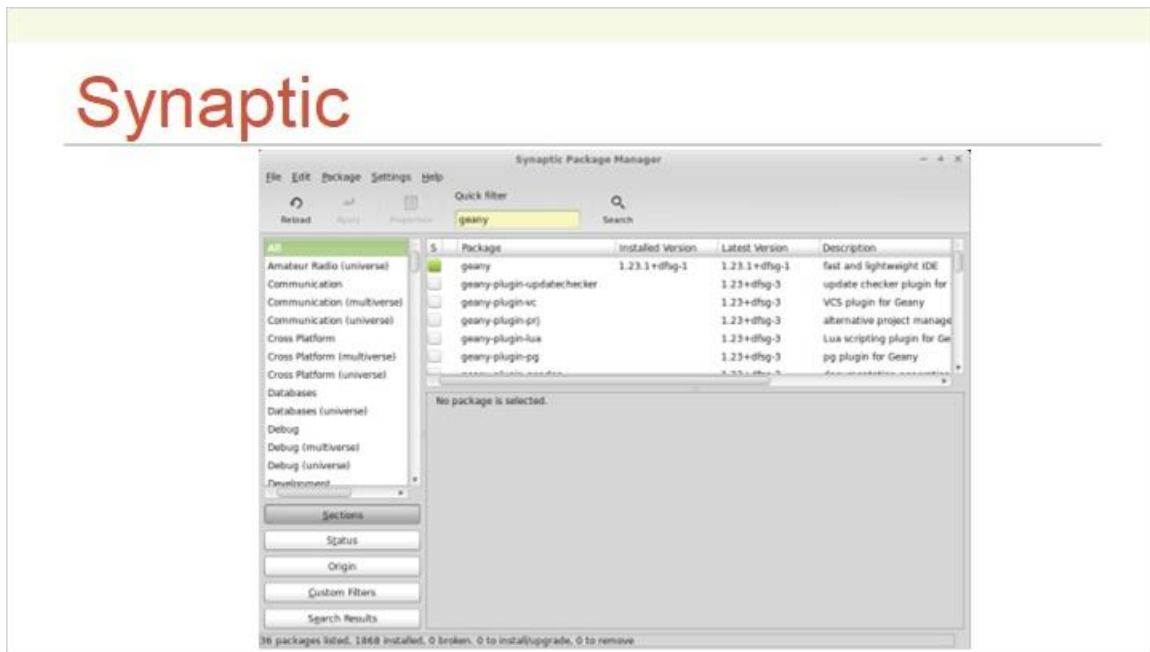 Synaptic
Synaptic Package Manager
File Edit Package Settings Help
Reload Apply Properties Quick filter Search
geany
All
Amateur Radio (universe)
Communication
Communication (multiverse)
Communication (universe)
Cross Platform
Cross Platform (multiverse)
Cross Platform (universe)
Databases
Databases (universe)
Debug
Debug (multiverse)
Debug (universe)
Development
S Package Installed Version Latest Version Description
geany 1.23.1+dfsg-1 1.23.1+dfsg-1 fast and lightweight IDE
geany-plugin-updatechecker 1.23+dfsg-3 update checker plugin for
geany-plugin-vc 1.23+dfsg-3 VCS plugin for Geany
geany-plugin-prj 1.23+dfsg-3 alternative project manage
geany-plugin-lua 1.23+dfsg-3 Lua scripting plugin for Ge
geany-plugin-pg 1.23+dfsg-3 pg plugin for Geany
No package is selected.
Sections
Status
Origin
Custom Filters
Search Results
36 packages listed, 1868 installed, 0 broken. 0 to install/upgrade, 0 to remove